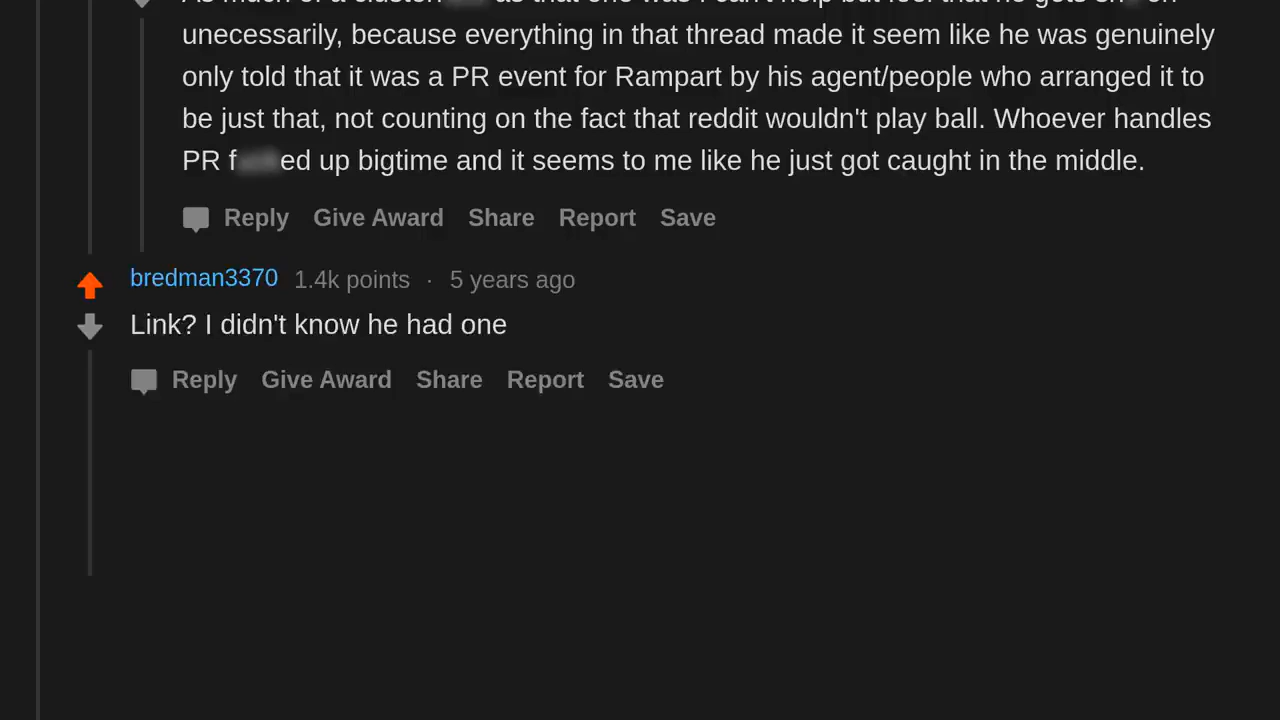 unecessarily, because everything in that thread made it seem like he was genuinely
only told that it was a PR event for Rampart by his agent/people who arranged it to
be just that, not counting on the fact that reddit wouldn't play ball. Whoever handles
PR f ed up bigtime and it seems to me like he just got caught in the middle.
Reply Give Award Share Report Save
bredman3370 1.4k points · 5 years ago
Link? I didn't know he had one
Reply Give Award Share Report Save